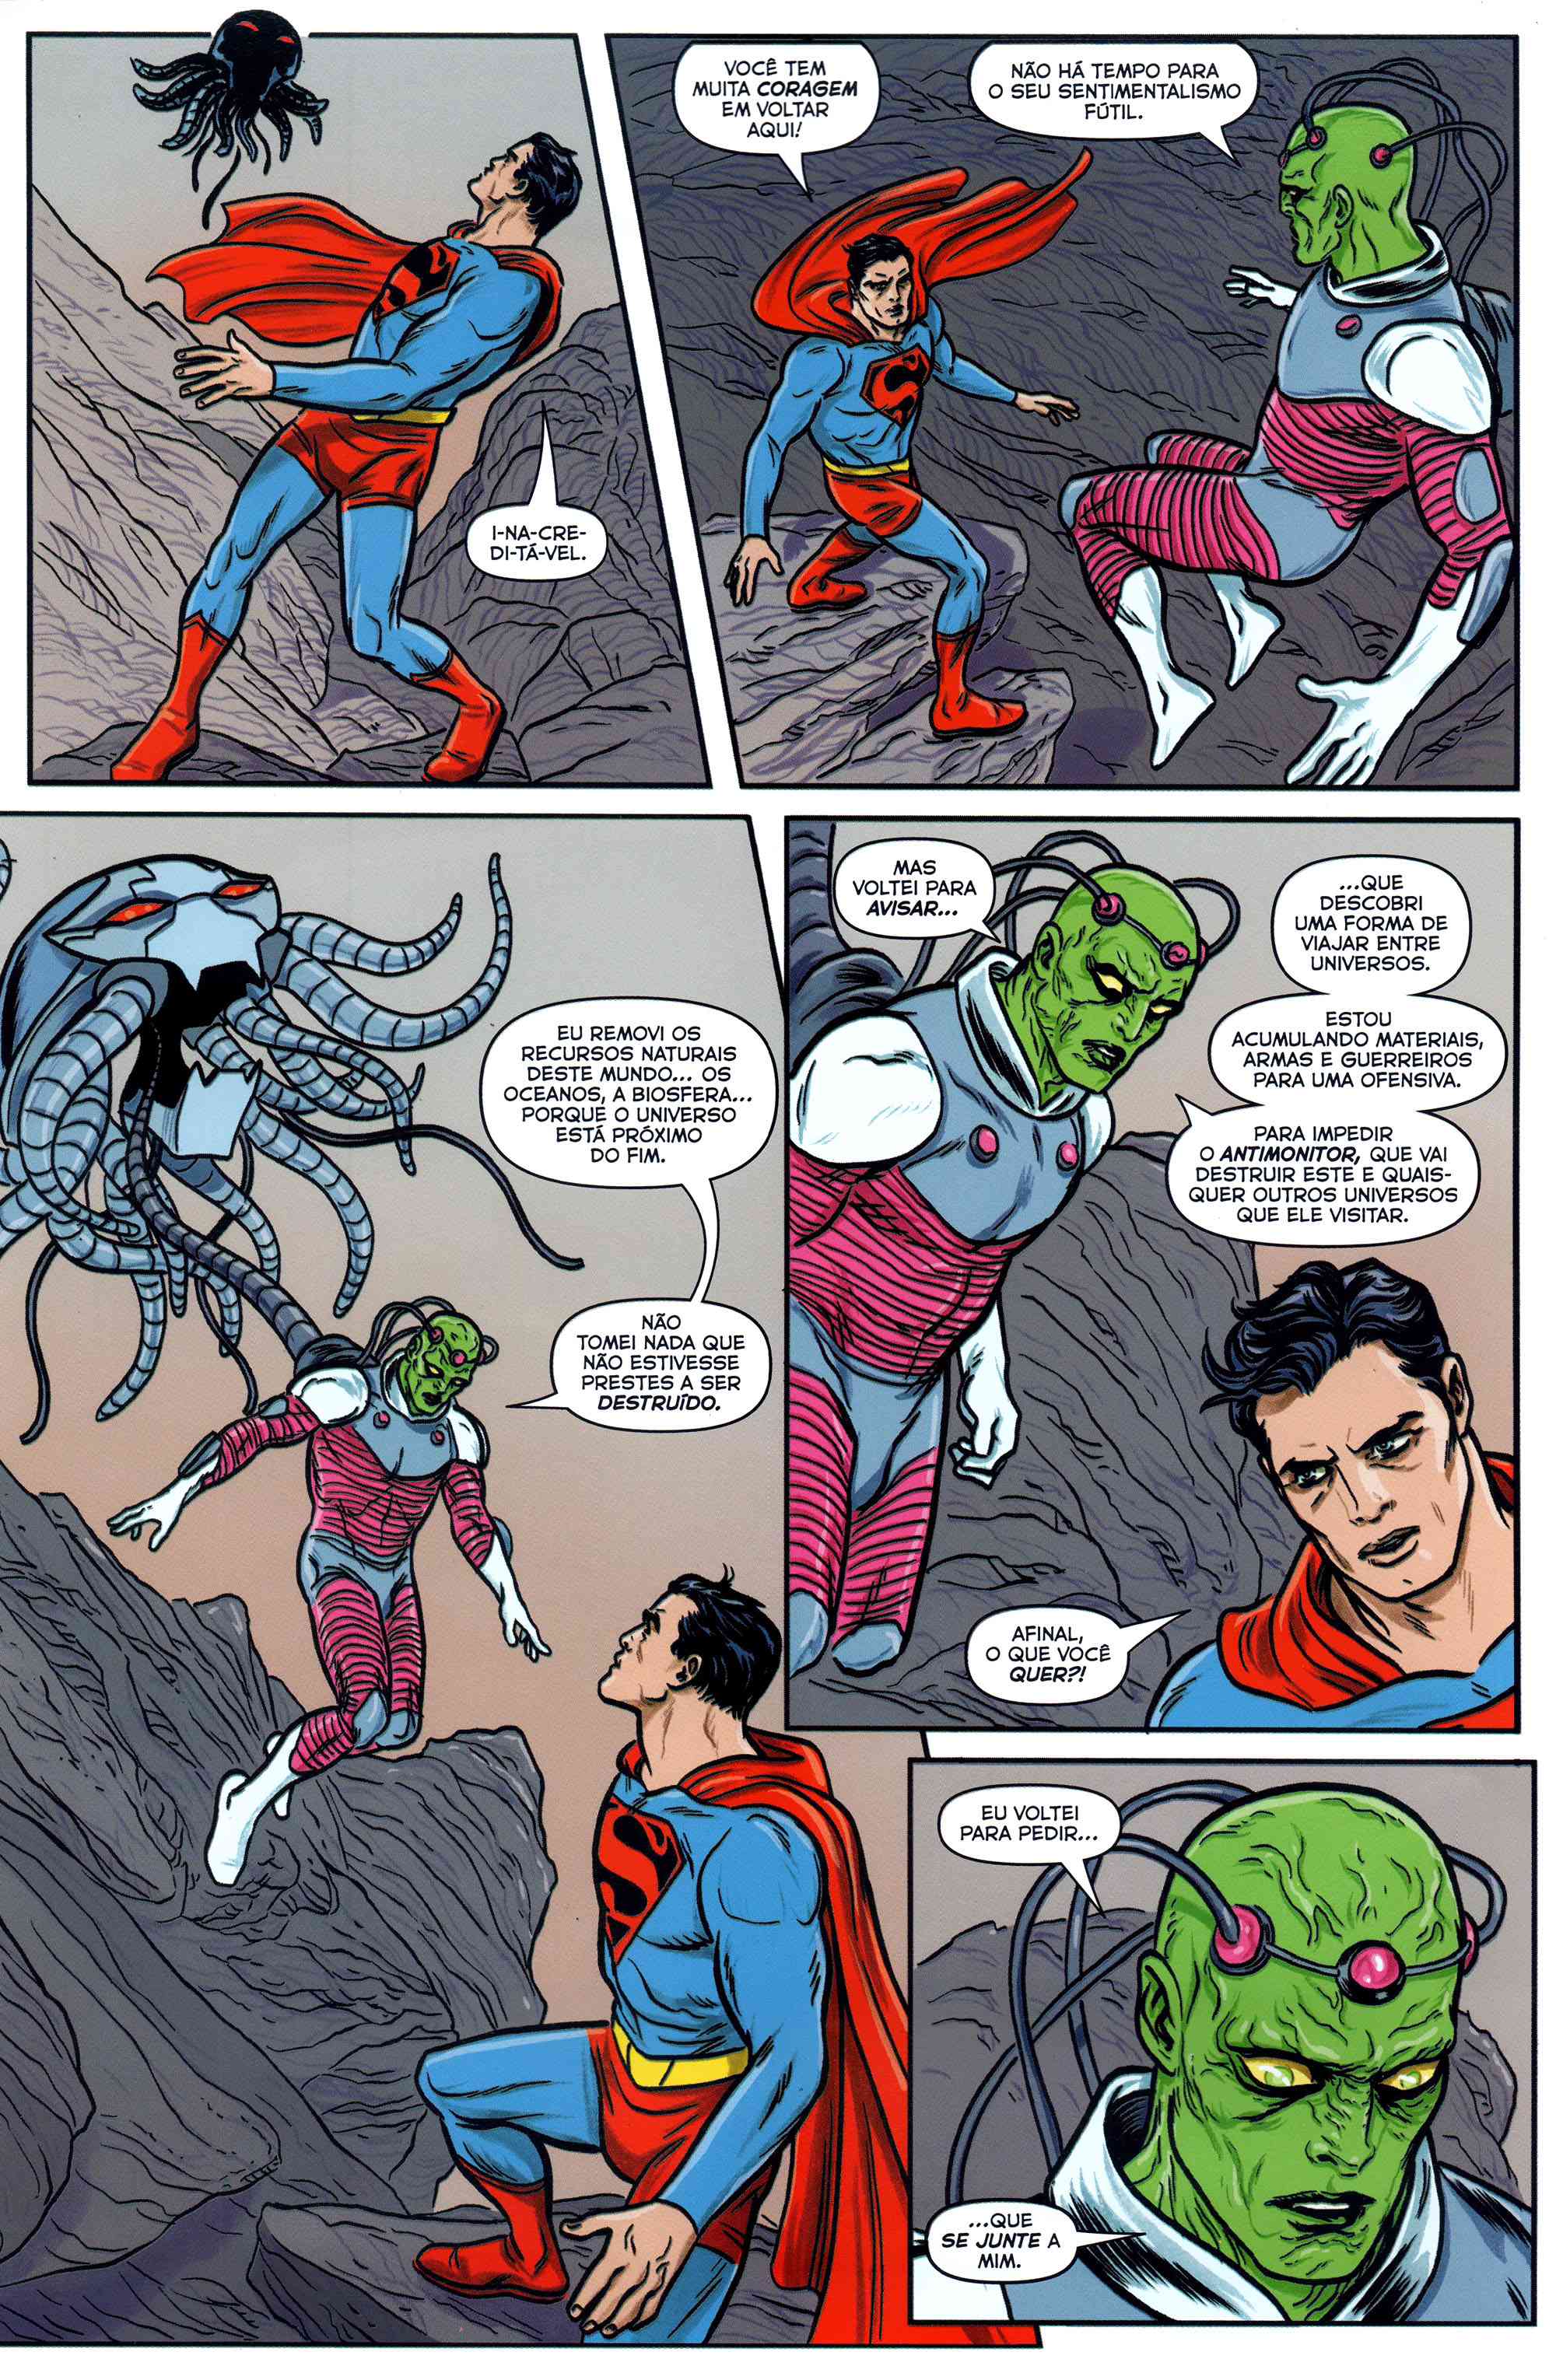 I-NA-CRE-
DI-TÁ-VEL.
VOCÊ TEM
MUITA CORAGEM
EM VOLTAR
AQUI!
NÃO HÁ TEMPO PARA
O SEU SENTIMENTALISMO
FÚTIL.
EU REMOVI OS
RECURSOS NATURAIS
DESTE MUNDO... OS
OCEANOS, A BIOSFERA...
PORQUE O UNIVERSO
ESTÁ PRÓXIMO
DO FIM.
NÃO
TOMEI NADA QUE
NÃO ESTIVESSE
PRESTES A SER
DESTRUÍDO.
MAS
VOLTEI PARA
AVISAR...
...QUE
DESCOBRI
UMA FORMA DE
VIAJAR ENTRE
UNIVERSOS.
ESTOU
ACUMULANDO MATERIAIS,
ARMAS E GUERREIROS
PARA UMA OFENSIVA.
PARA IMPEDIR
O ANTIMONITOR, QUE VAI
DESTRUIR ESTE E QUAIS-
QUER OUTROS UNIVERSOS
QUE ELE VISITAR.
AFINAL,
O QUE VOCÊ
QUER?!
EU VOLTEI
PARA PEDIR...
...QUE
SE JUNTE A
MIM.